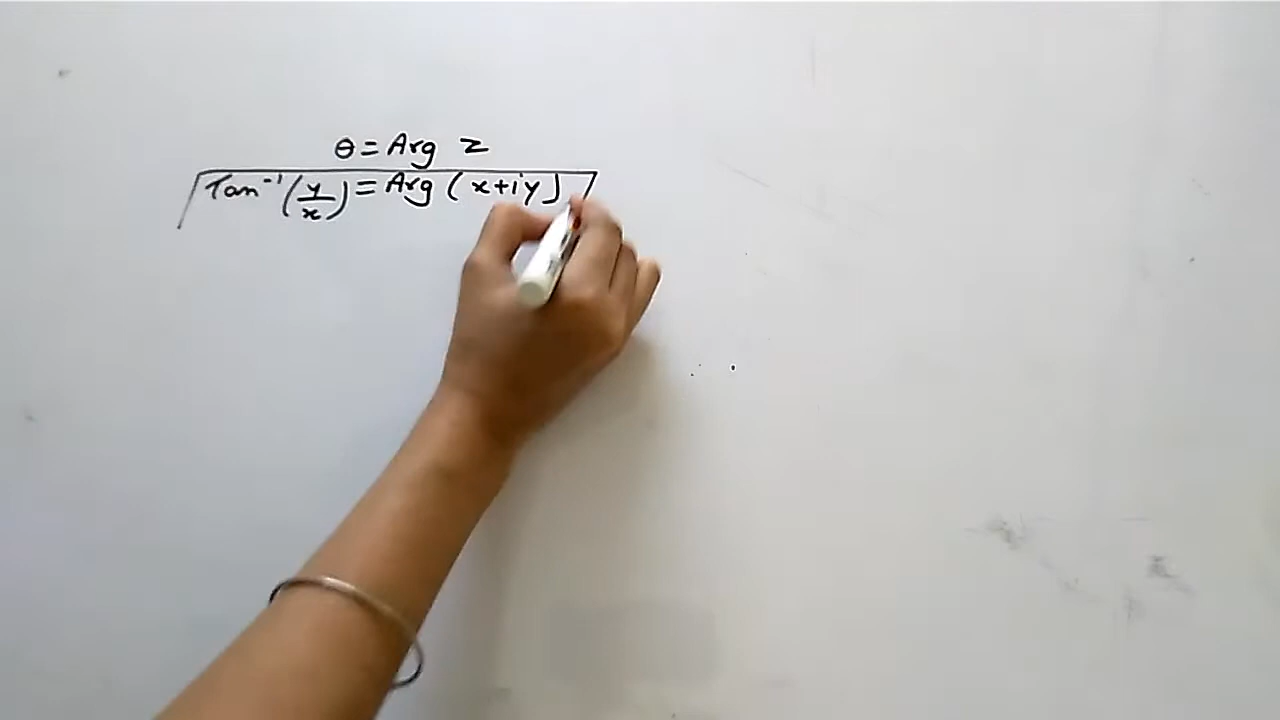 θ = Arg z
Tan⁻¹(y/x) = Arg (x+iy)